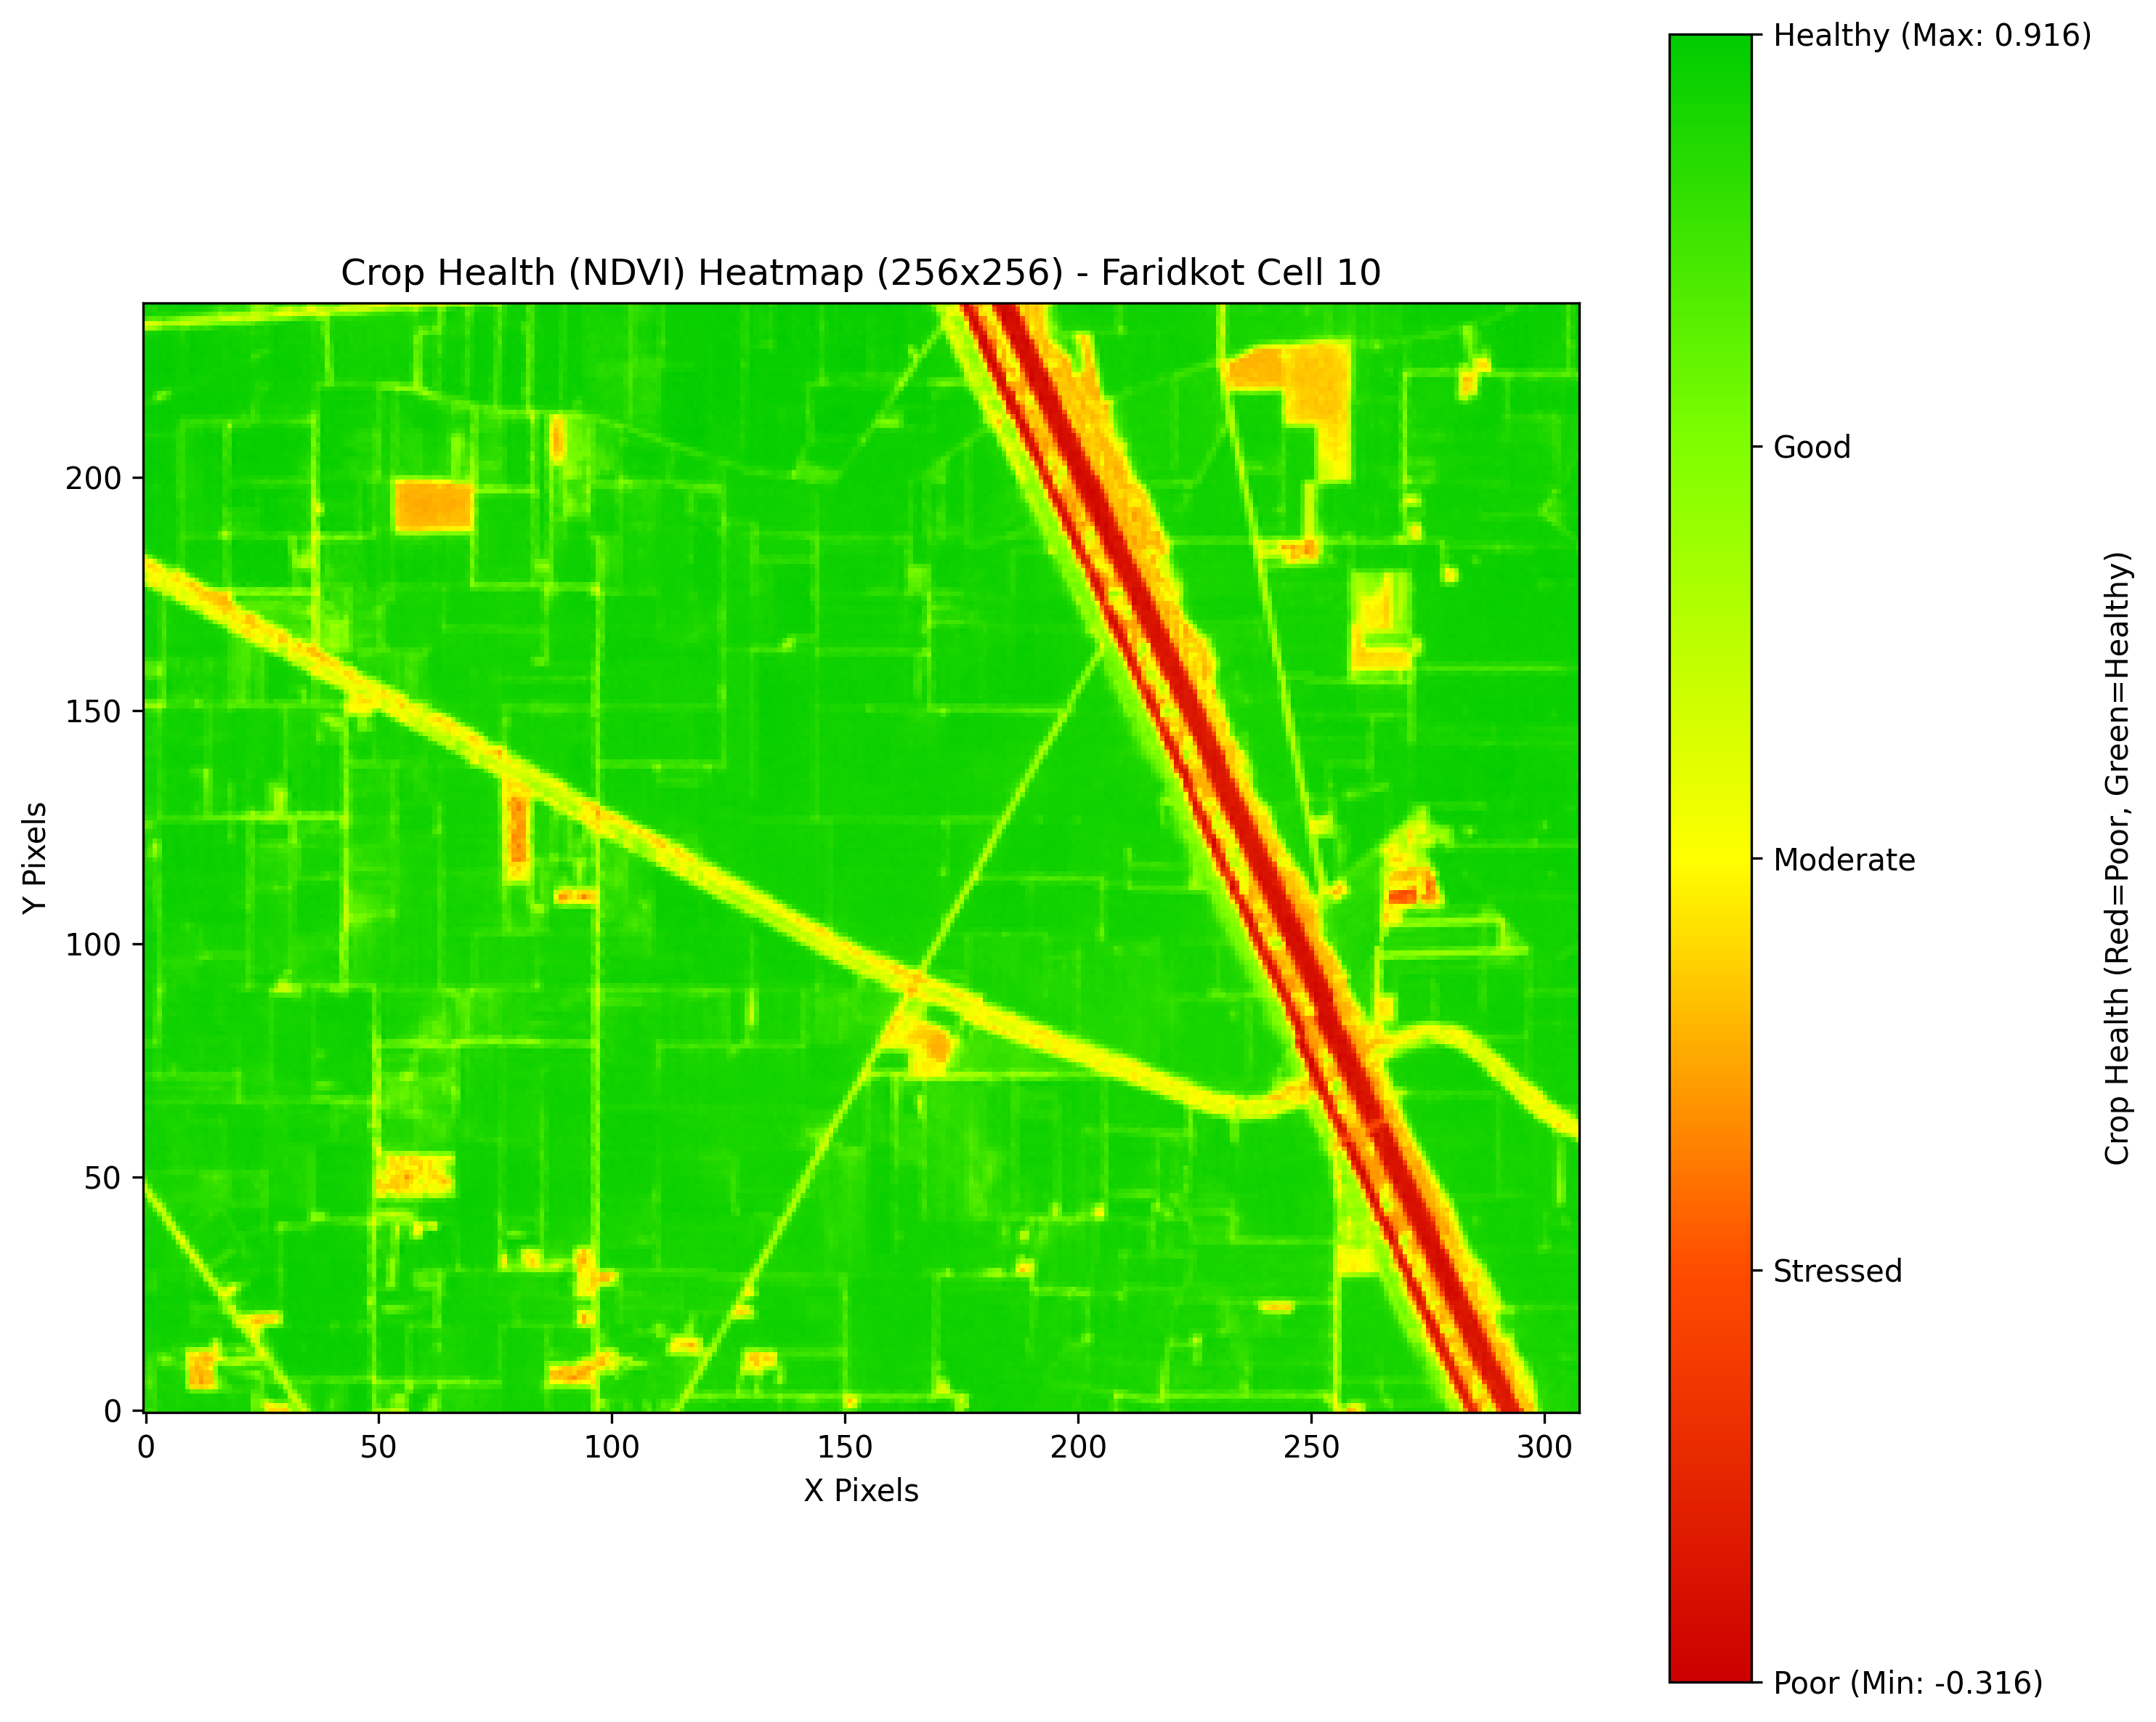 Crop Health (NDVI) Heatmap (256x256) - Faridkot Cell 10
Y Pixels
200
150
100
50
0
0 50 100 150 200 250 300
X Pixels
Healthy (Max: 0.916)
Good
Moderate
Stressed
Poor (Min: -0.316)
Crop Health (Red=Poor, Green=Healthy)